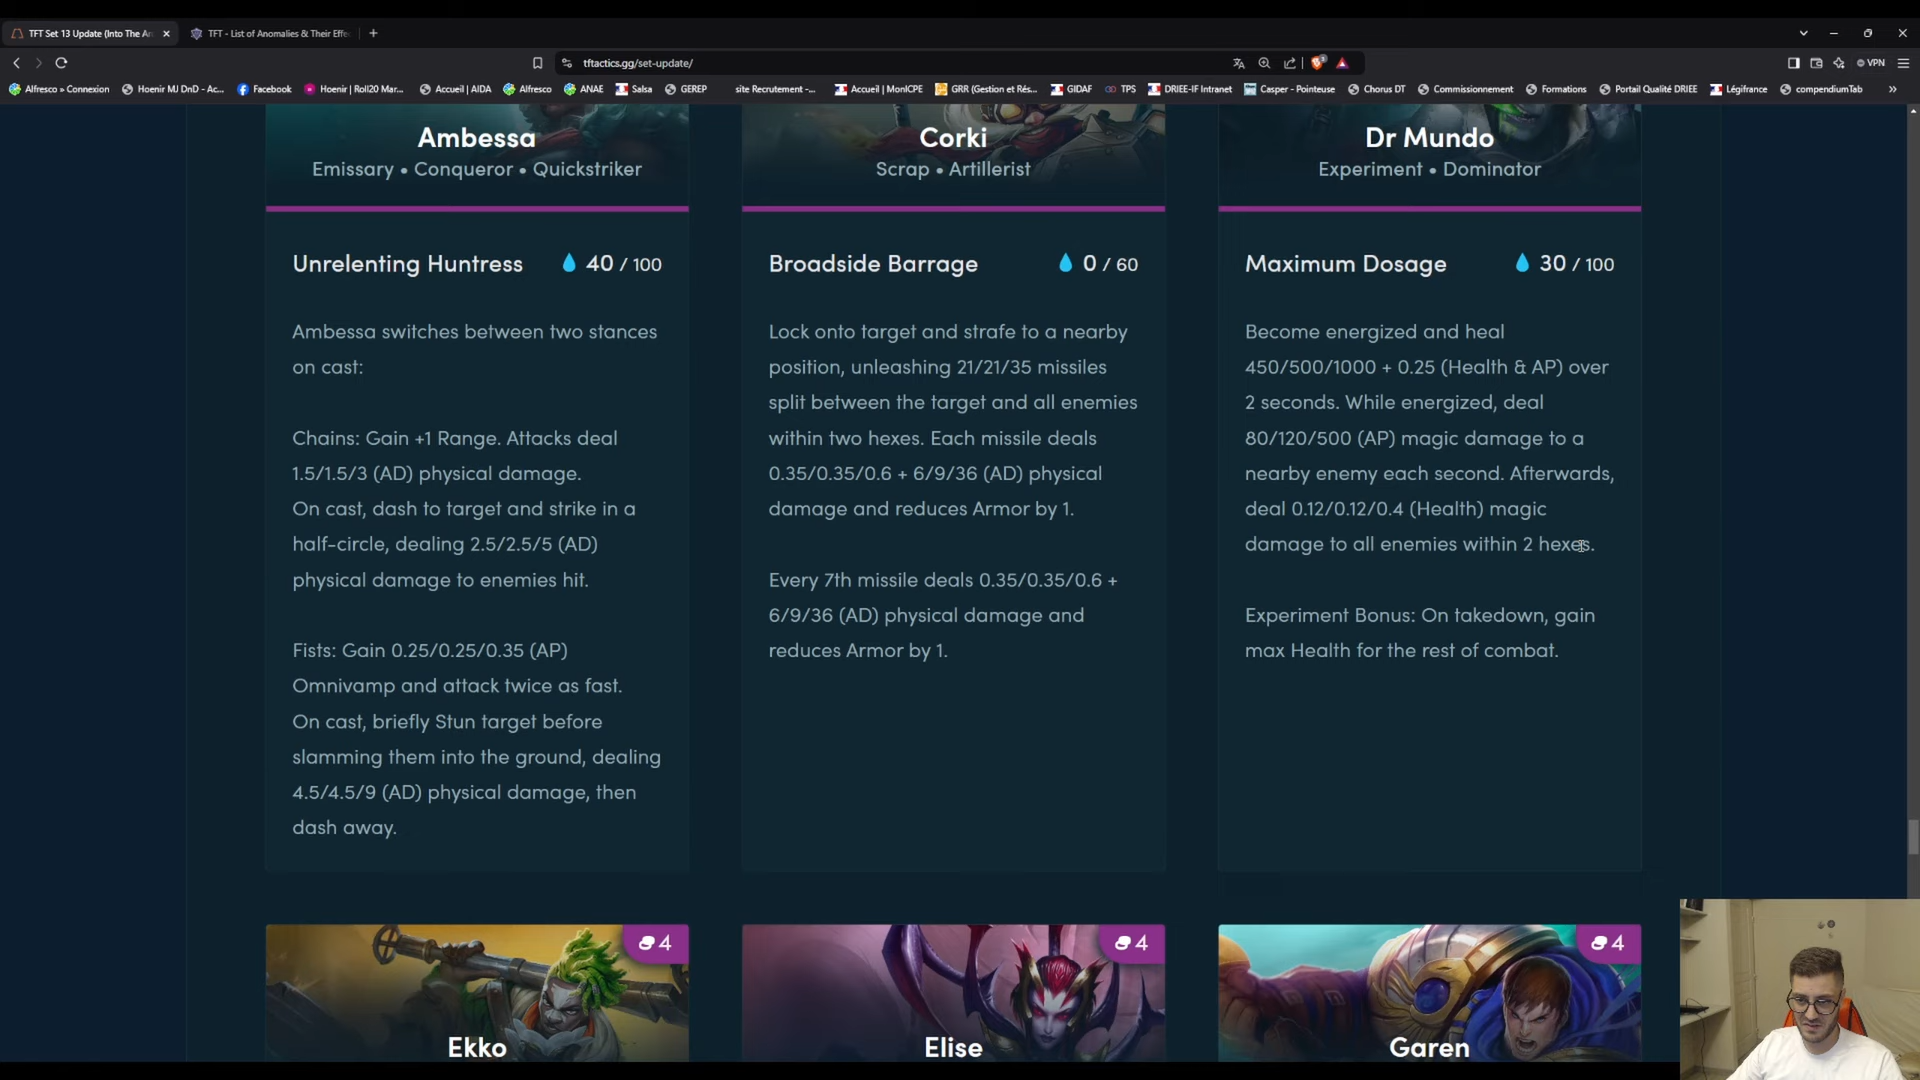 TFT Set 13 Update (Into The Ar
TFT - List of Anomalies & Their Effe
tftactics.gg/set-update/
VPN
Alfresco » Connexion
Hoenir MJ DnD - Ac...
Facebook
Hoenir | Roll20 Mar...
Accueil | AIDA
Alfresco
ANAE
Salsa
GEREP
site Recrutement -...
Accueil | MonICPE
GRR (Gestion et Rés...
GIDAF
TPS
DRIEE-IF Intranet
Casper - Pointeuse
Chorus DT
Commissionnement
Formations
Portail Qualité DRIEE
Légifrance
compendiumTab
»
Ambessa
Emissary • Conqueror • Quickstriker
Unrelenting Huntress 40 / 100
Ambessa switches between two stances
on cast:
Chains: Gain +1 Range. Attacks deal
1.5/1.5/3 (AD) physical damage.
On cast, dash to target and strike in a
half-circle, dealing 2.5/2.5/5 (AD)
physical damage to enemies hit.
Fists: Gain 0.25/0.25/0.35 (AP)
Omnivamp and attack twice as fast.
On cast, briefly Stun target before
slamming them into the ground, dealing
4.5/4.5/9 (AD) physical damage, then
dash away.
Corki
Scrap • Artillerist
Broadside Barrage 0 / 60
Lock onto target and strafe to a nearby
position, unleashing 21/21/35 missiles
split between the target and all enemies
within two hexes. Each missile deals
0.35/0.35/0.6 + 6/9/36 (AD) physical
damage and reduces Armor by 1.
Every 7th missile deals 0.35/0.35/0.6 +
6/9/36 (AD) physical damage and
reduces Armor by 1.
Dr Mundo
Experiment • Dominator
Maximum Dosage 30 / 100
Become energized and heal
450/500/1000 + 0.25 (Health & AP) over
2 seconds. While energized, deal
80/120/500 (AP) magic damage to a
nearby enemy each second. Afterwards,
deal 0.12/0.12/0.4 (Health) magic
damage to all enemies within 2 hexes.
Experiment Bonus: On takedown, gain
max Health for the rest of combat.
4
Ekko
4
Elise
4
Garen